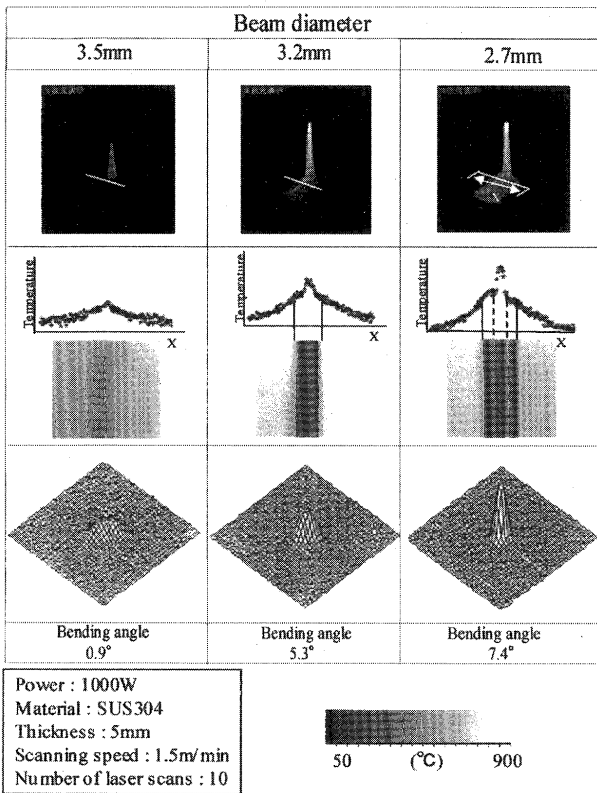 Beam diameter
3.5mm 3.2mm 2.7mm
Temperature Temperature Temperature
X X X
Bending angle Bending angle Bending angle
0.9° 5.3° 7.4°
Power : 1000W
Material : SUS304
Thickness : 5mm
Scanning speed : 1.5m/min
Number of laser scans : 10
50 (℃) 900